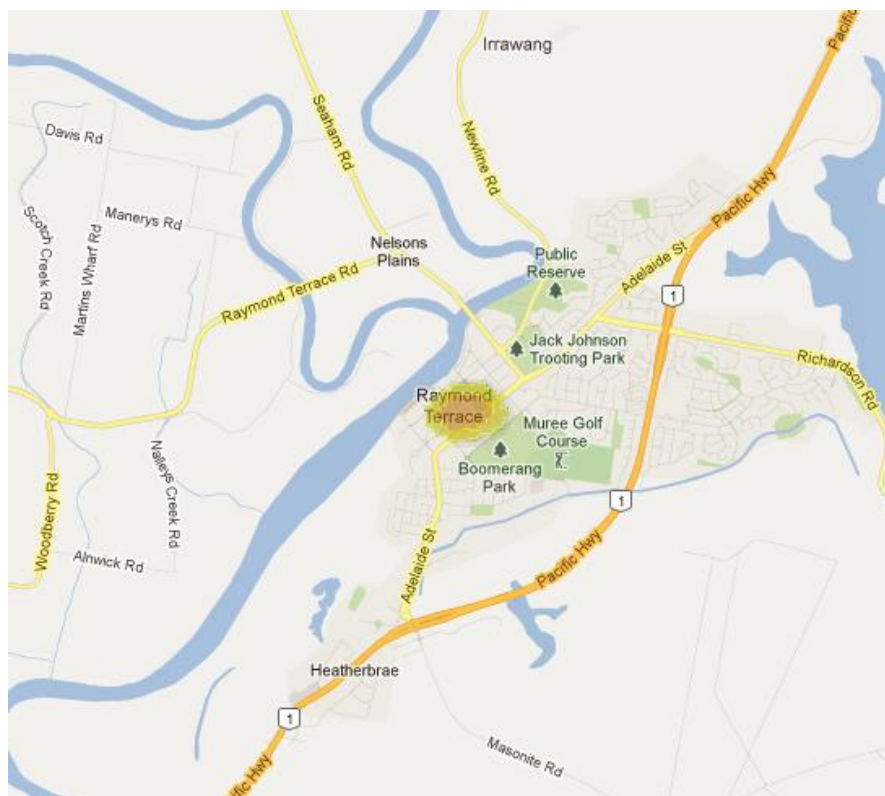 Irrawang
Pacific
Seaham Rd
Newline Rd
Davis Rd
Scotch Creek Rd
Martins Wharf Rd
Manerys Rd
Nelsons
Plains
Raymond Terrace Rd
Public
Reserve
Adelaide St
Pacific Hwy
1
Jack Johnson
Trooting Park
Richardson Rd
Raymond
Terrace
Muree Golf
Course
Boomerang
Park
1
Nalleys Creek Rd
Woodberry Rd
Alnwick Rd
Adelaide St
Pacific Hwy
Heatherbrae
1
Masonite Rd
ific Hwy